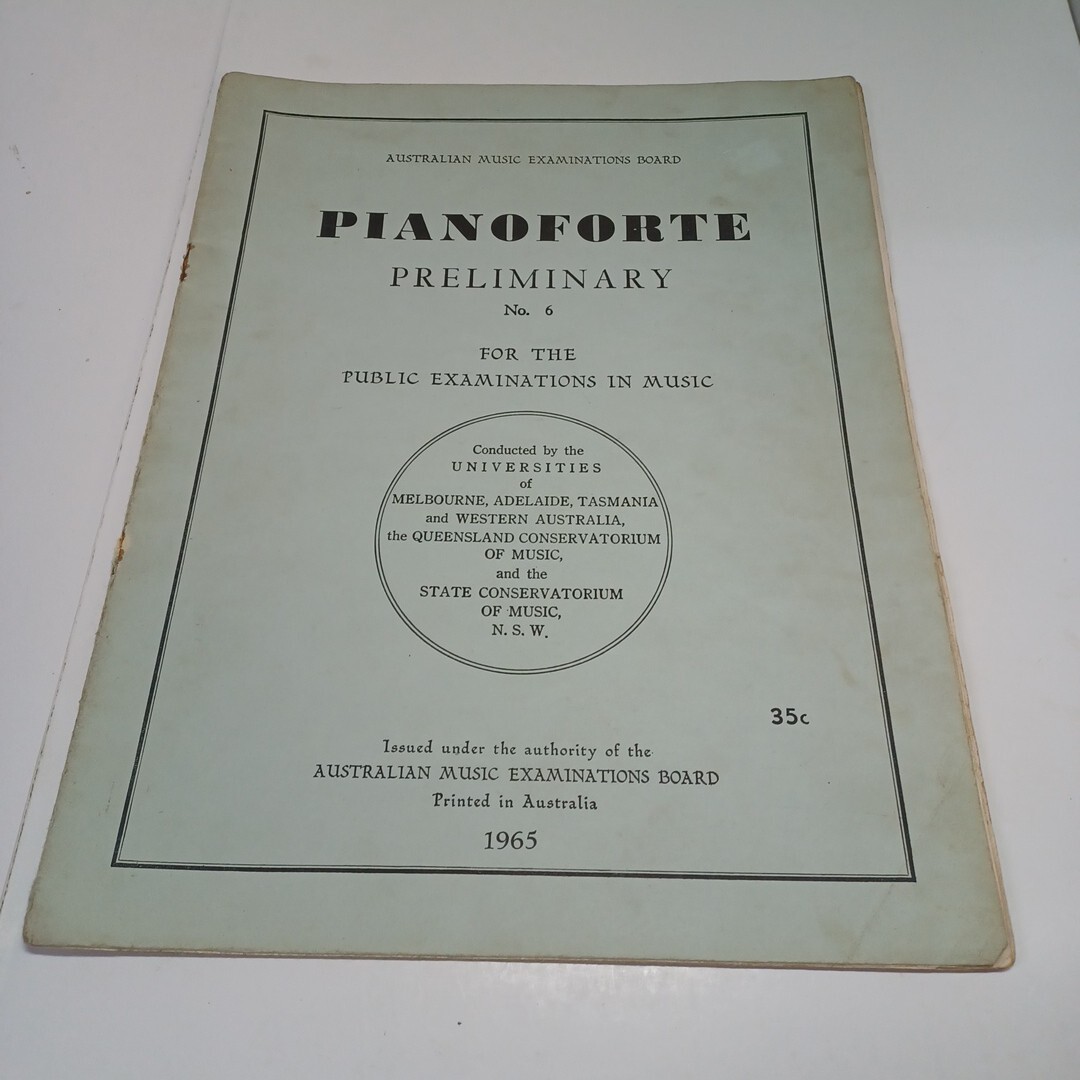 AUSTRALIAN MUSIC EXAMINATIONS BOARD
PIANOFORTE
PRELIMINARY
No. 6
FOR THE
PUBLIC EXAMINATIONS IN MUSIC
Conducted by the
UNIVERSITIES
of
MELBOURNE, ADELAIDE, TASMANIA
and WESTERN AUSTRALIA,
the QUEENSLAND CONSERVATORIUM
OF MUSIC,
and the
STATE CONSERVATORIUM
OF MUSIC,
N. S. W.
35c
Issued under the authority of the
AUSTRALIAN MUSIC EXAMINATIONS BOARD
Printed in Australia
1965